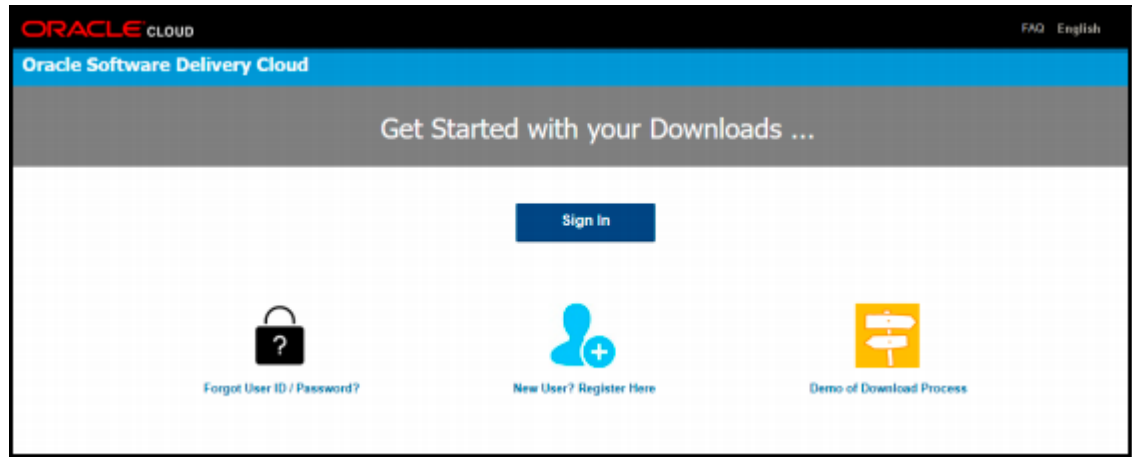 ORACLE CLOUD
FAQ English
Oracle Software Delivery Cloud
Get Started with your Downloads ...
Sign In
?
Forgot User ID / Password?
New User? Register Here
Demo of Download Process